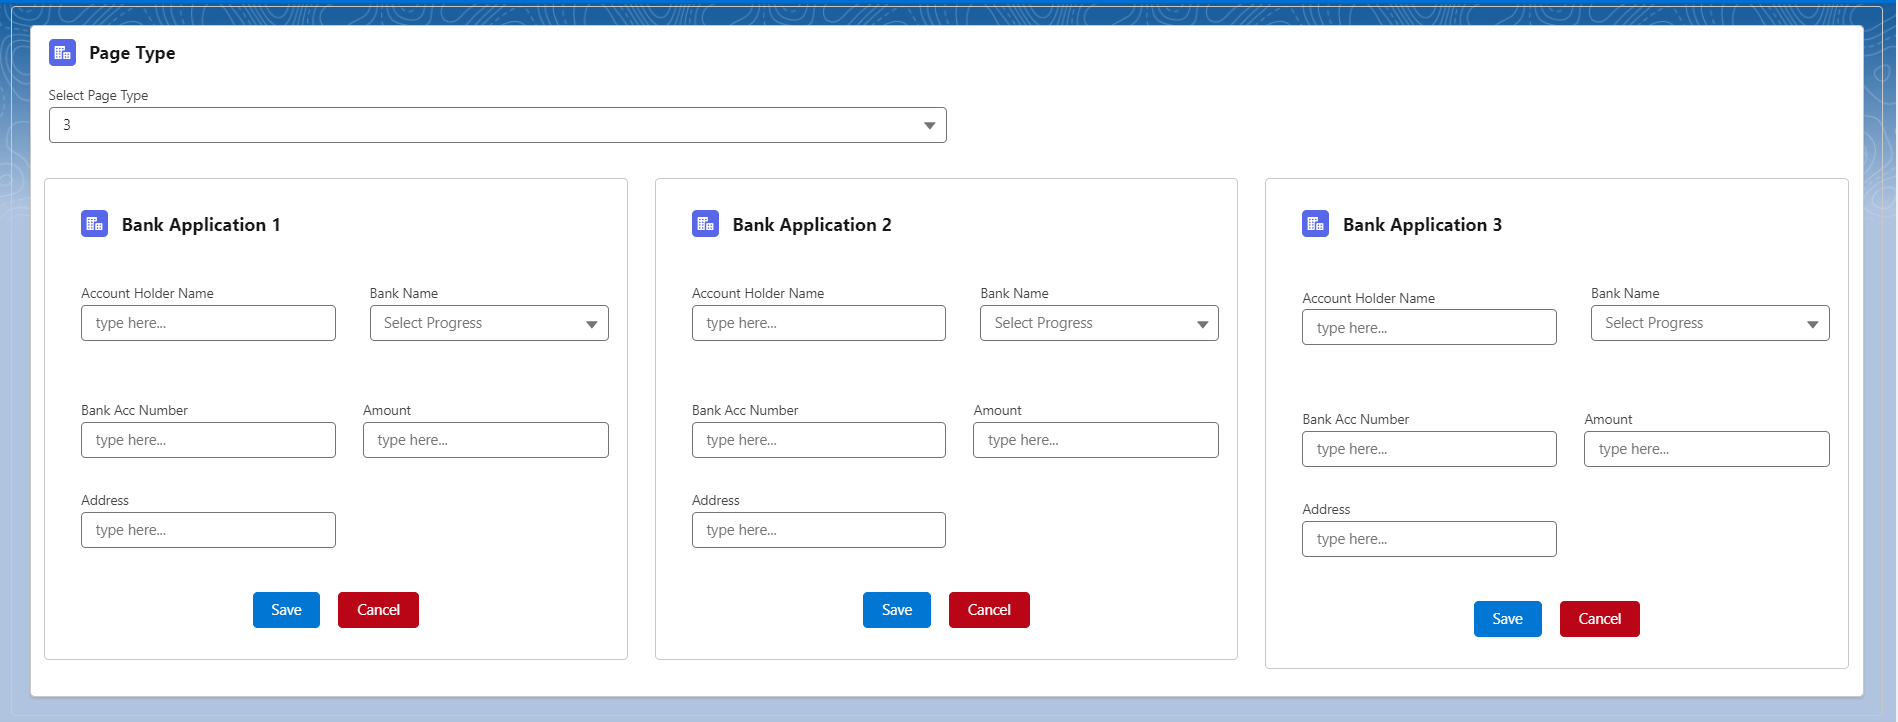 Page Type
Select Page Type
3
Bank Application 1
Account Holder Name
type here...
Bank Name
Select Progress
Bank Acc Number
type here...
Amount
type here...
Address
type here...
Save
Cancel
Bank Application 2
Account Holder Name
type here...
Bank Name
Select Progress
Bank Acc Number
type here...
Amount
type here...
Address
type here...
Save
Cancel
Bank Application 3
Account Holder Name
type here...
Bank Name
Select Progress
Bank Acc Number
type here...
Amount
type here...
Address
type here...
Save
Cancel